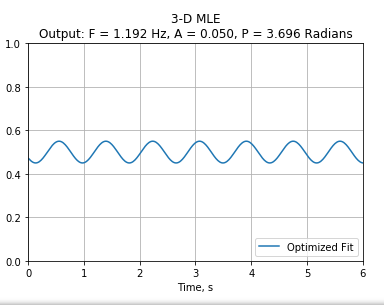 3-D MLE
Output: F = 1.192 Hz, A = 0.050, P = 3.696 Radians
1.0
0.8
0.6
0.4
0.2
0.0
0 1 2 3 4 5 6
Time, s
Optimized Fit